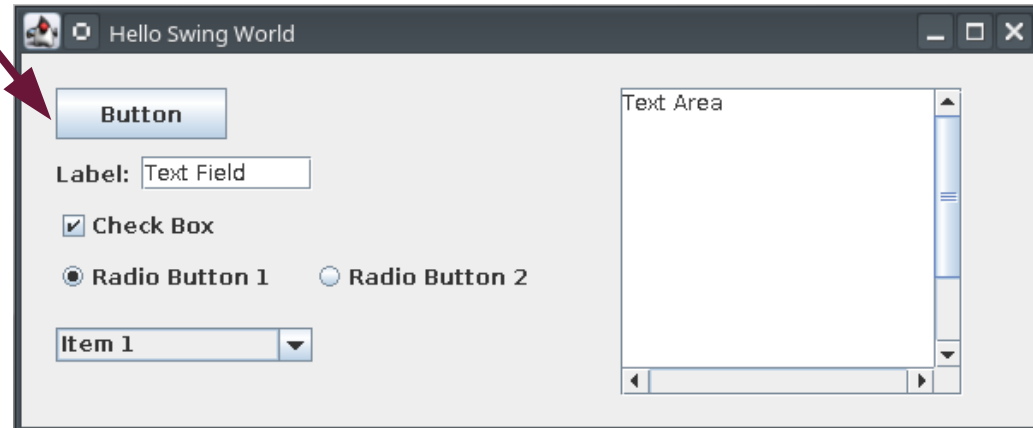 Hello Swing World
Button
Text Area
Label: Text Field
Check Box
Radio Button 1 Radio Button 2
Item 1